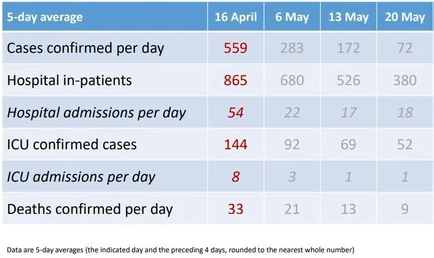 5-day average 16 April 6 May 13 May 20 May
Cases confirmed per day 559 283 172 72
Hospital in-patients 865 680 526 380
Hospital admissions per day 54 22 17 18
ICU confirmed cases 144 92 69 52
ICU admissions per day 8 3 1 1
Deaths confirmed per day 33 21 13 9
Data are 5-day averages (the indicated day and the preceding 4 days, rounded to the nearest whole number)